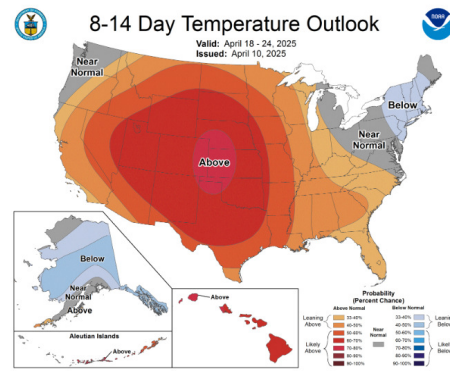 8-14 Day Temperature Outlook
Valid: April 18 - 24, 2025
Issued: April 10, 2025
NOAA
Near
Normal
Below
Near
Normal
Above
Below
Near
Normal
Above
Aleutian Islands
Above
Above
Probability
(Percent Chance)
Above Normal
Below Normal
Leaning
Above
Likely
Above
33-40%
40-50%
50-60%
60-70%
70-80%
80-90%
90-100%
Near
Normal
33-40%
40-50%
50-60%
60-70%
70-80%
80-90%
90-100%
Leaning
Likely